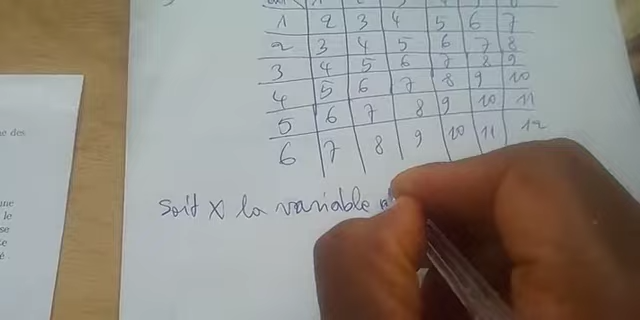 1 2 3 4 5 6 7
2 3 4 5 6 7 8
3 4 5 6 7 8 9
4 5 6 7 8 9 10
5 6 7 8 9 10 11
6 7 8 9 10 11 12
Soit X la variable
e des
le